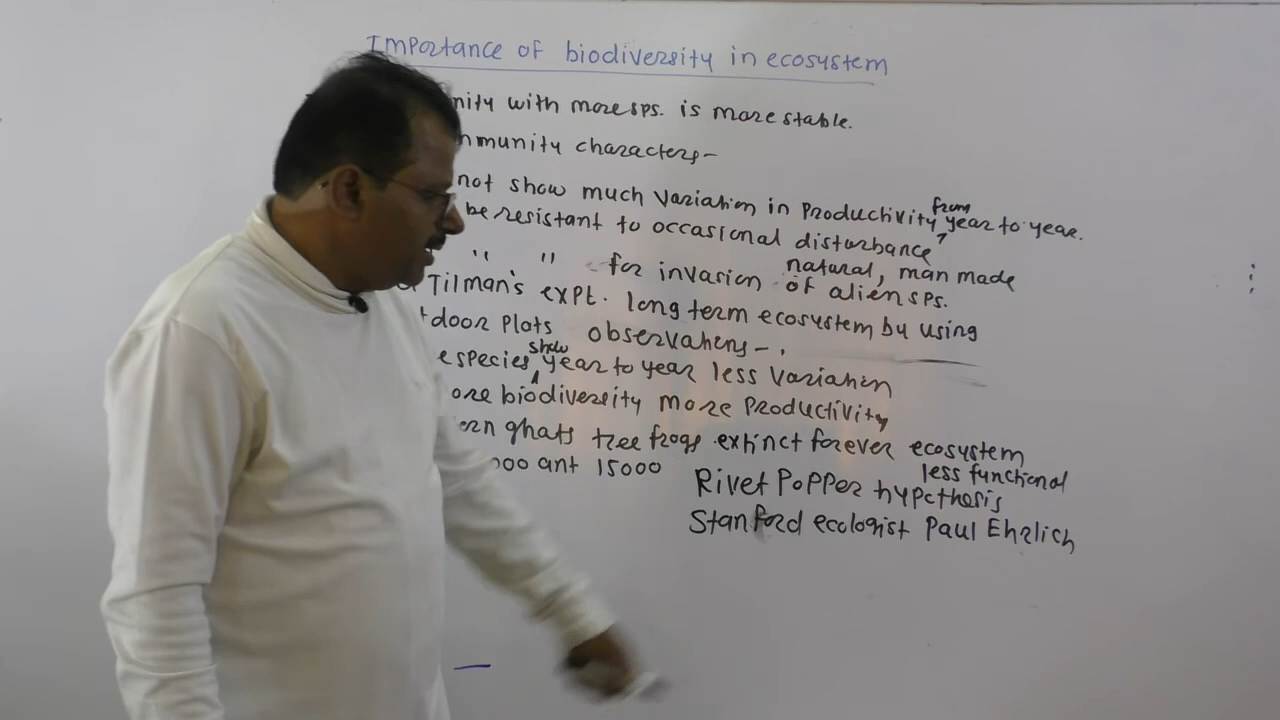 Importance of biodiversity in ecosystem
nity with more sps. is more stable.
mmunity characters-
not show much variation in Productivity from year to year.
be resistant to occasional disturbance,
natural, man made
" " for invasion of alien sps.
Tilman's expt. long term ecosystem by using
tdoor Plots observations-.
e species show year to year less variation
ore biodiversity more Productivity
ern ghats tree frogs extinct forever ecosystem
less functional
000 ant 15000
Rivet Popper hypothesis
Stanford ecologist Paul Ehrlich